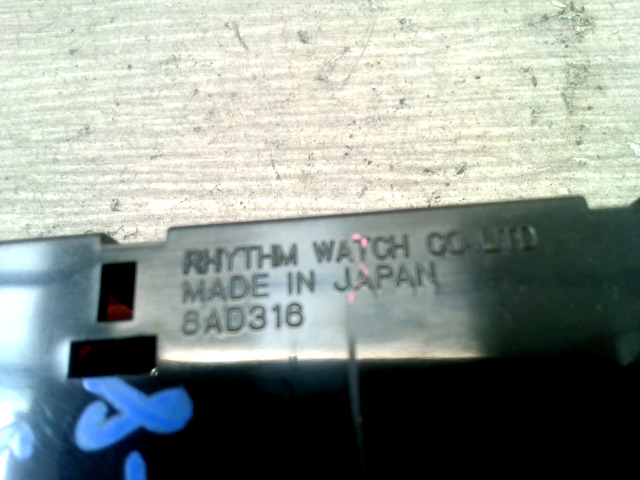 RHYTHM WATCH CO.,LTD
MADE IN JAPAN
8AD316